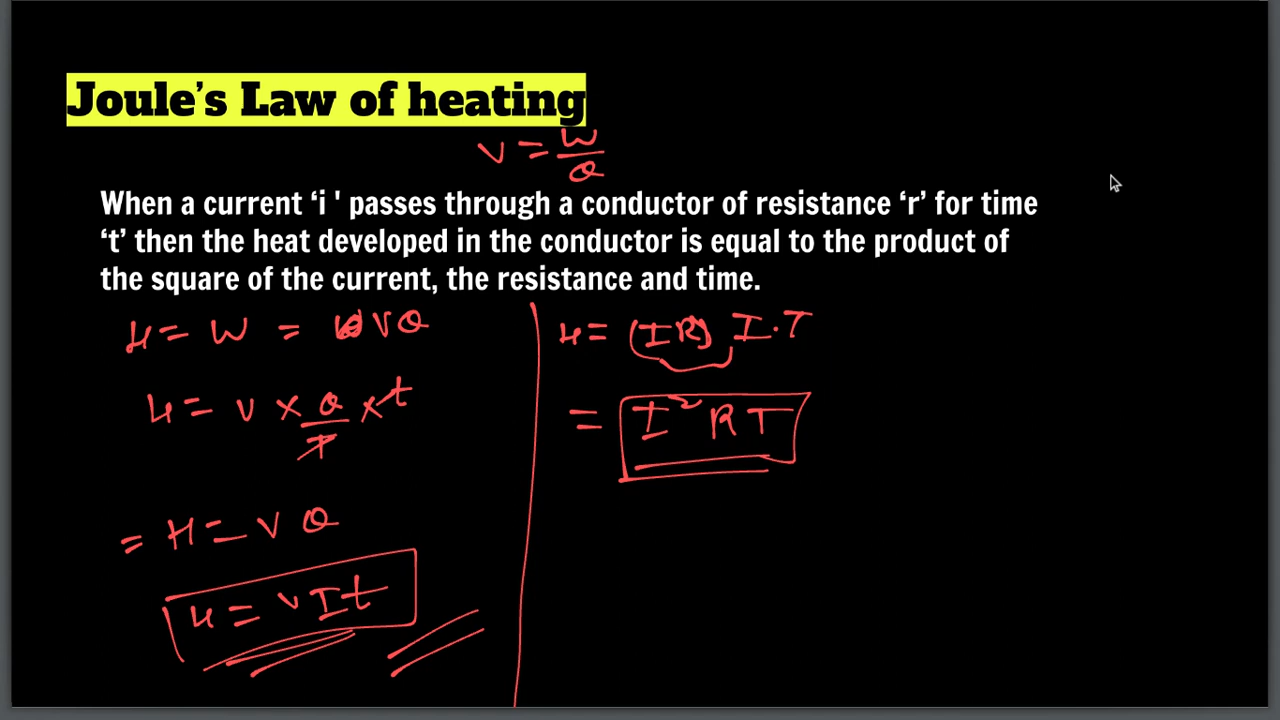 Joule's Law of heating
V = W/Q
When a current ‘i ' passes through a conductor of resistance ‘r’ for time
‘t’ then the heat developed in the conductor is equal to the product of
the square of the current, the resistance and time.
H = W = VQ
H = V × Q/T × t
= H = V Q
H = VIt
H = (IR) I.T
= I²RT